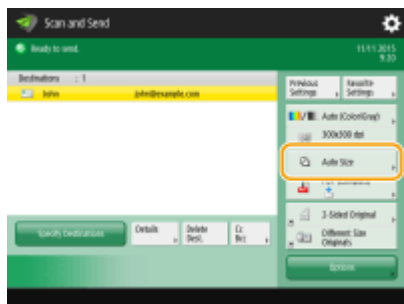 Scan and Send
Ready to send.
11/11 2015
9:30
Destinations : 1
John john@example.com
Previous Settings
Favorite Settings
Auto (Color/Gray)
300x300 dpi
Auto Size
2-Sided Original
Different Size Originals
Specify Destinations
Details
Delete Dest.
Cc Bcc
Options